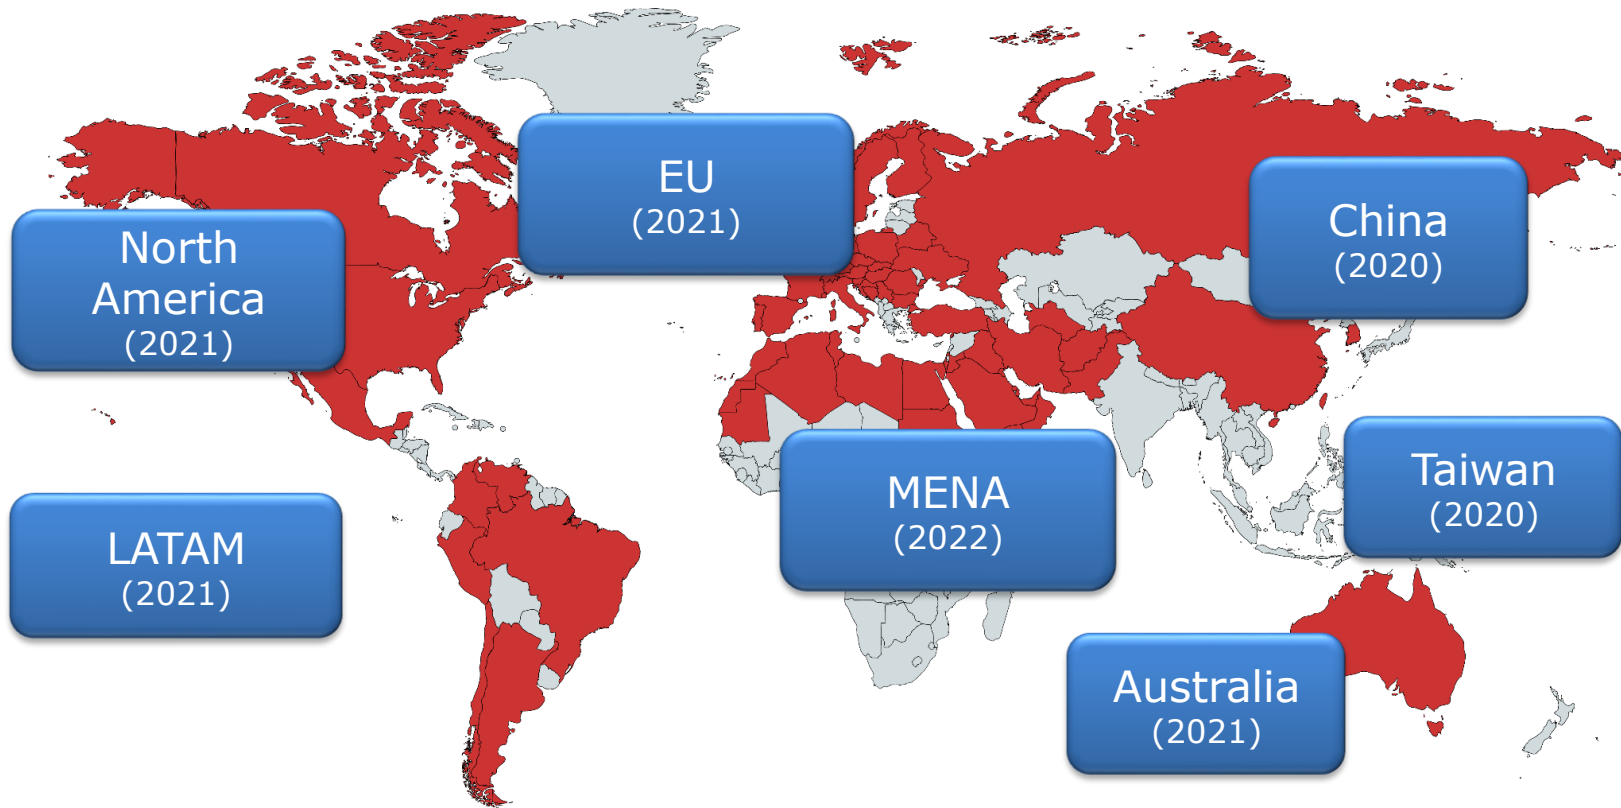 EU
(2021)
China
(2020)
North
America
(2021)
Taiwan
(2020)
MENA
(2022)
LATAM
(2021)
Australia
(2021)